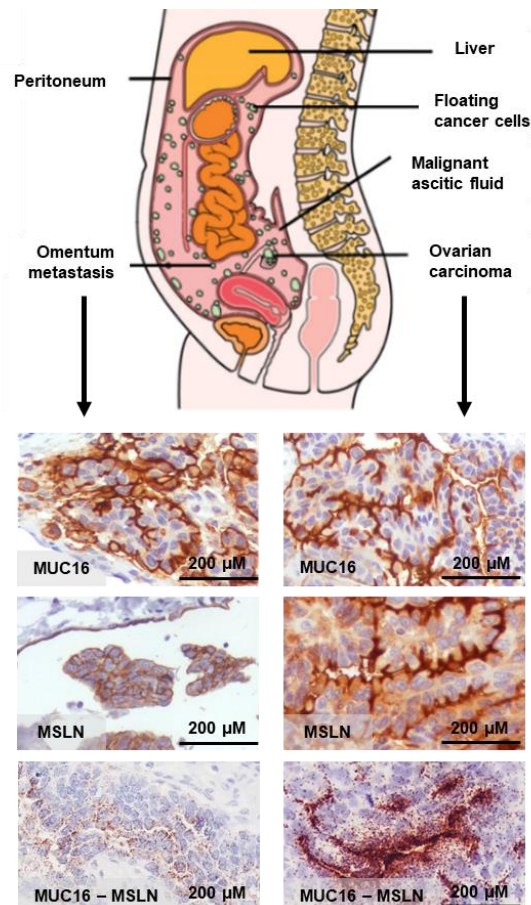 Liver
Peritoneum
Floating
cancer cells
Malignant
ascitic fluid
Omentum
metastasis
Ovarian
carcinoma
MUC16
200 µM
MUC16
200 µM
MSLN
200 µM
MSLN
200 µM
MUC16 – MSLN
200 µM
MUC16 – MSLN
200 µM